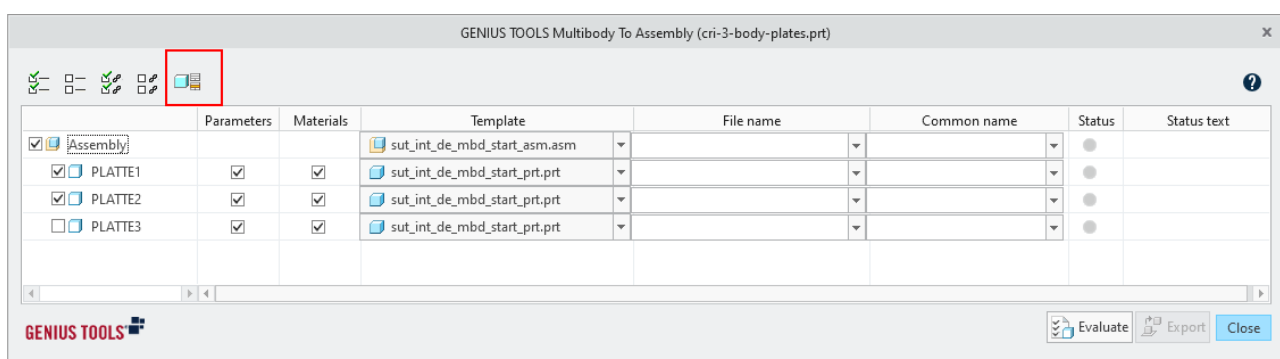 GENIUS TOOLS Multibody To Assembly (cri-3-body-plates.prt) x
?
Parameters Materials Template File name Common name Status Status text
Assembly sut_int_de_mbd_start_asm.asm
PLATTE1 sut_int_de_mbd_start_prt.prt
PLATTE2 sut_int_de_mbd_start_prt.prt
PLATTE3 sut_int_de_mbd_start_prt.prt
GENIUS TOOLS Evaluate Export Close